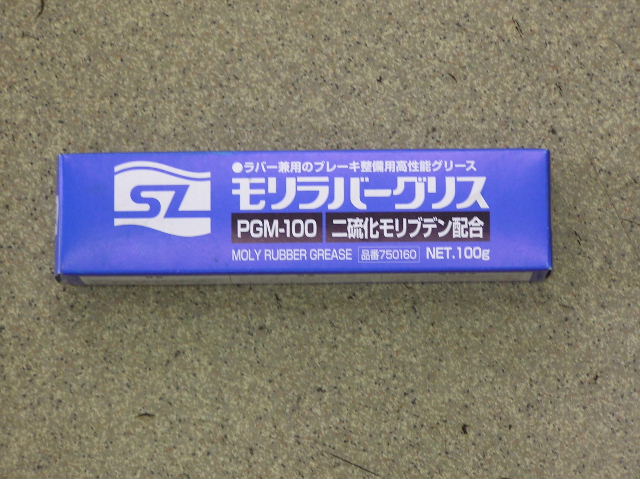 ●ラバー兼用のブレーキ整備用高性能グリース
SZ
モリラバーグリス
PGM-100 二硫化モリブデン配合
MOLY RUBBER GREASE 品番750160 NET.100g